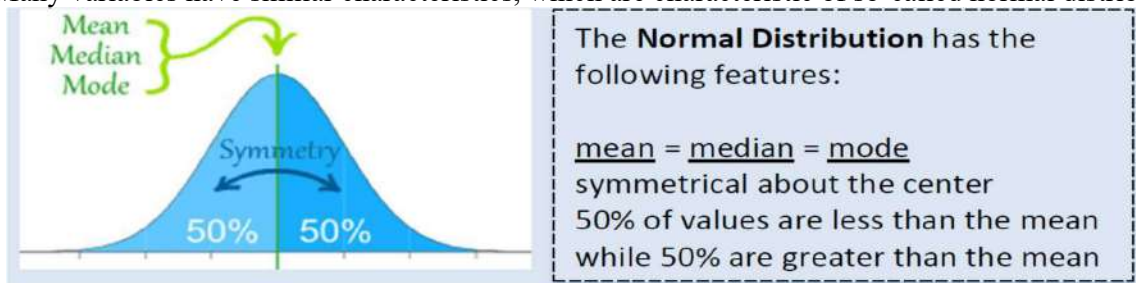 Mean
Median
Mode
Symmetry
50% 50%
The Normal Distribution has the
following features:
mean = median = mode
symmetrical about the center
50% of values are less than the mean
while 50% are greater than the mean